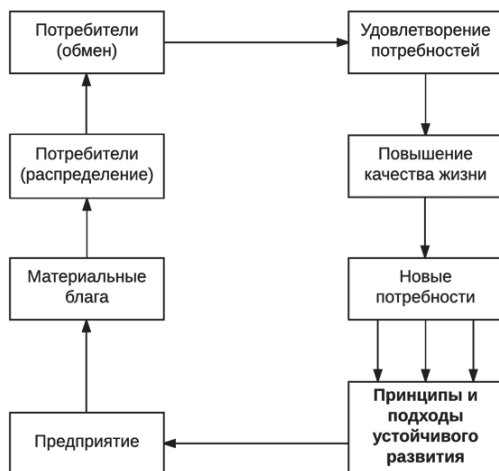 Потребители
(обмен)
Удовлетворение
потребностей
Потребители
(распределение)
Повышение
качества жизни
Материальные
блага
Новые
потребности
Предприятие
Принципы и
подходы
устойчивого
развития